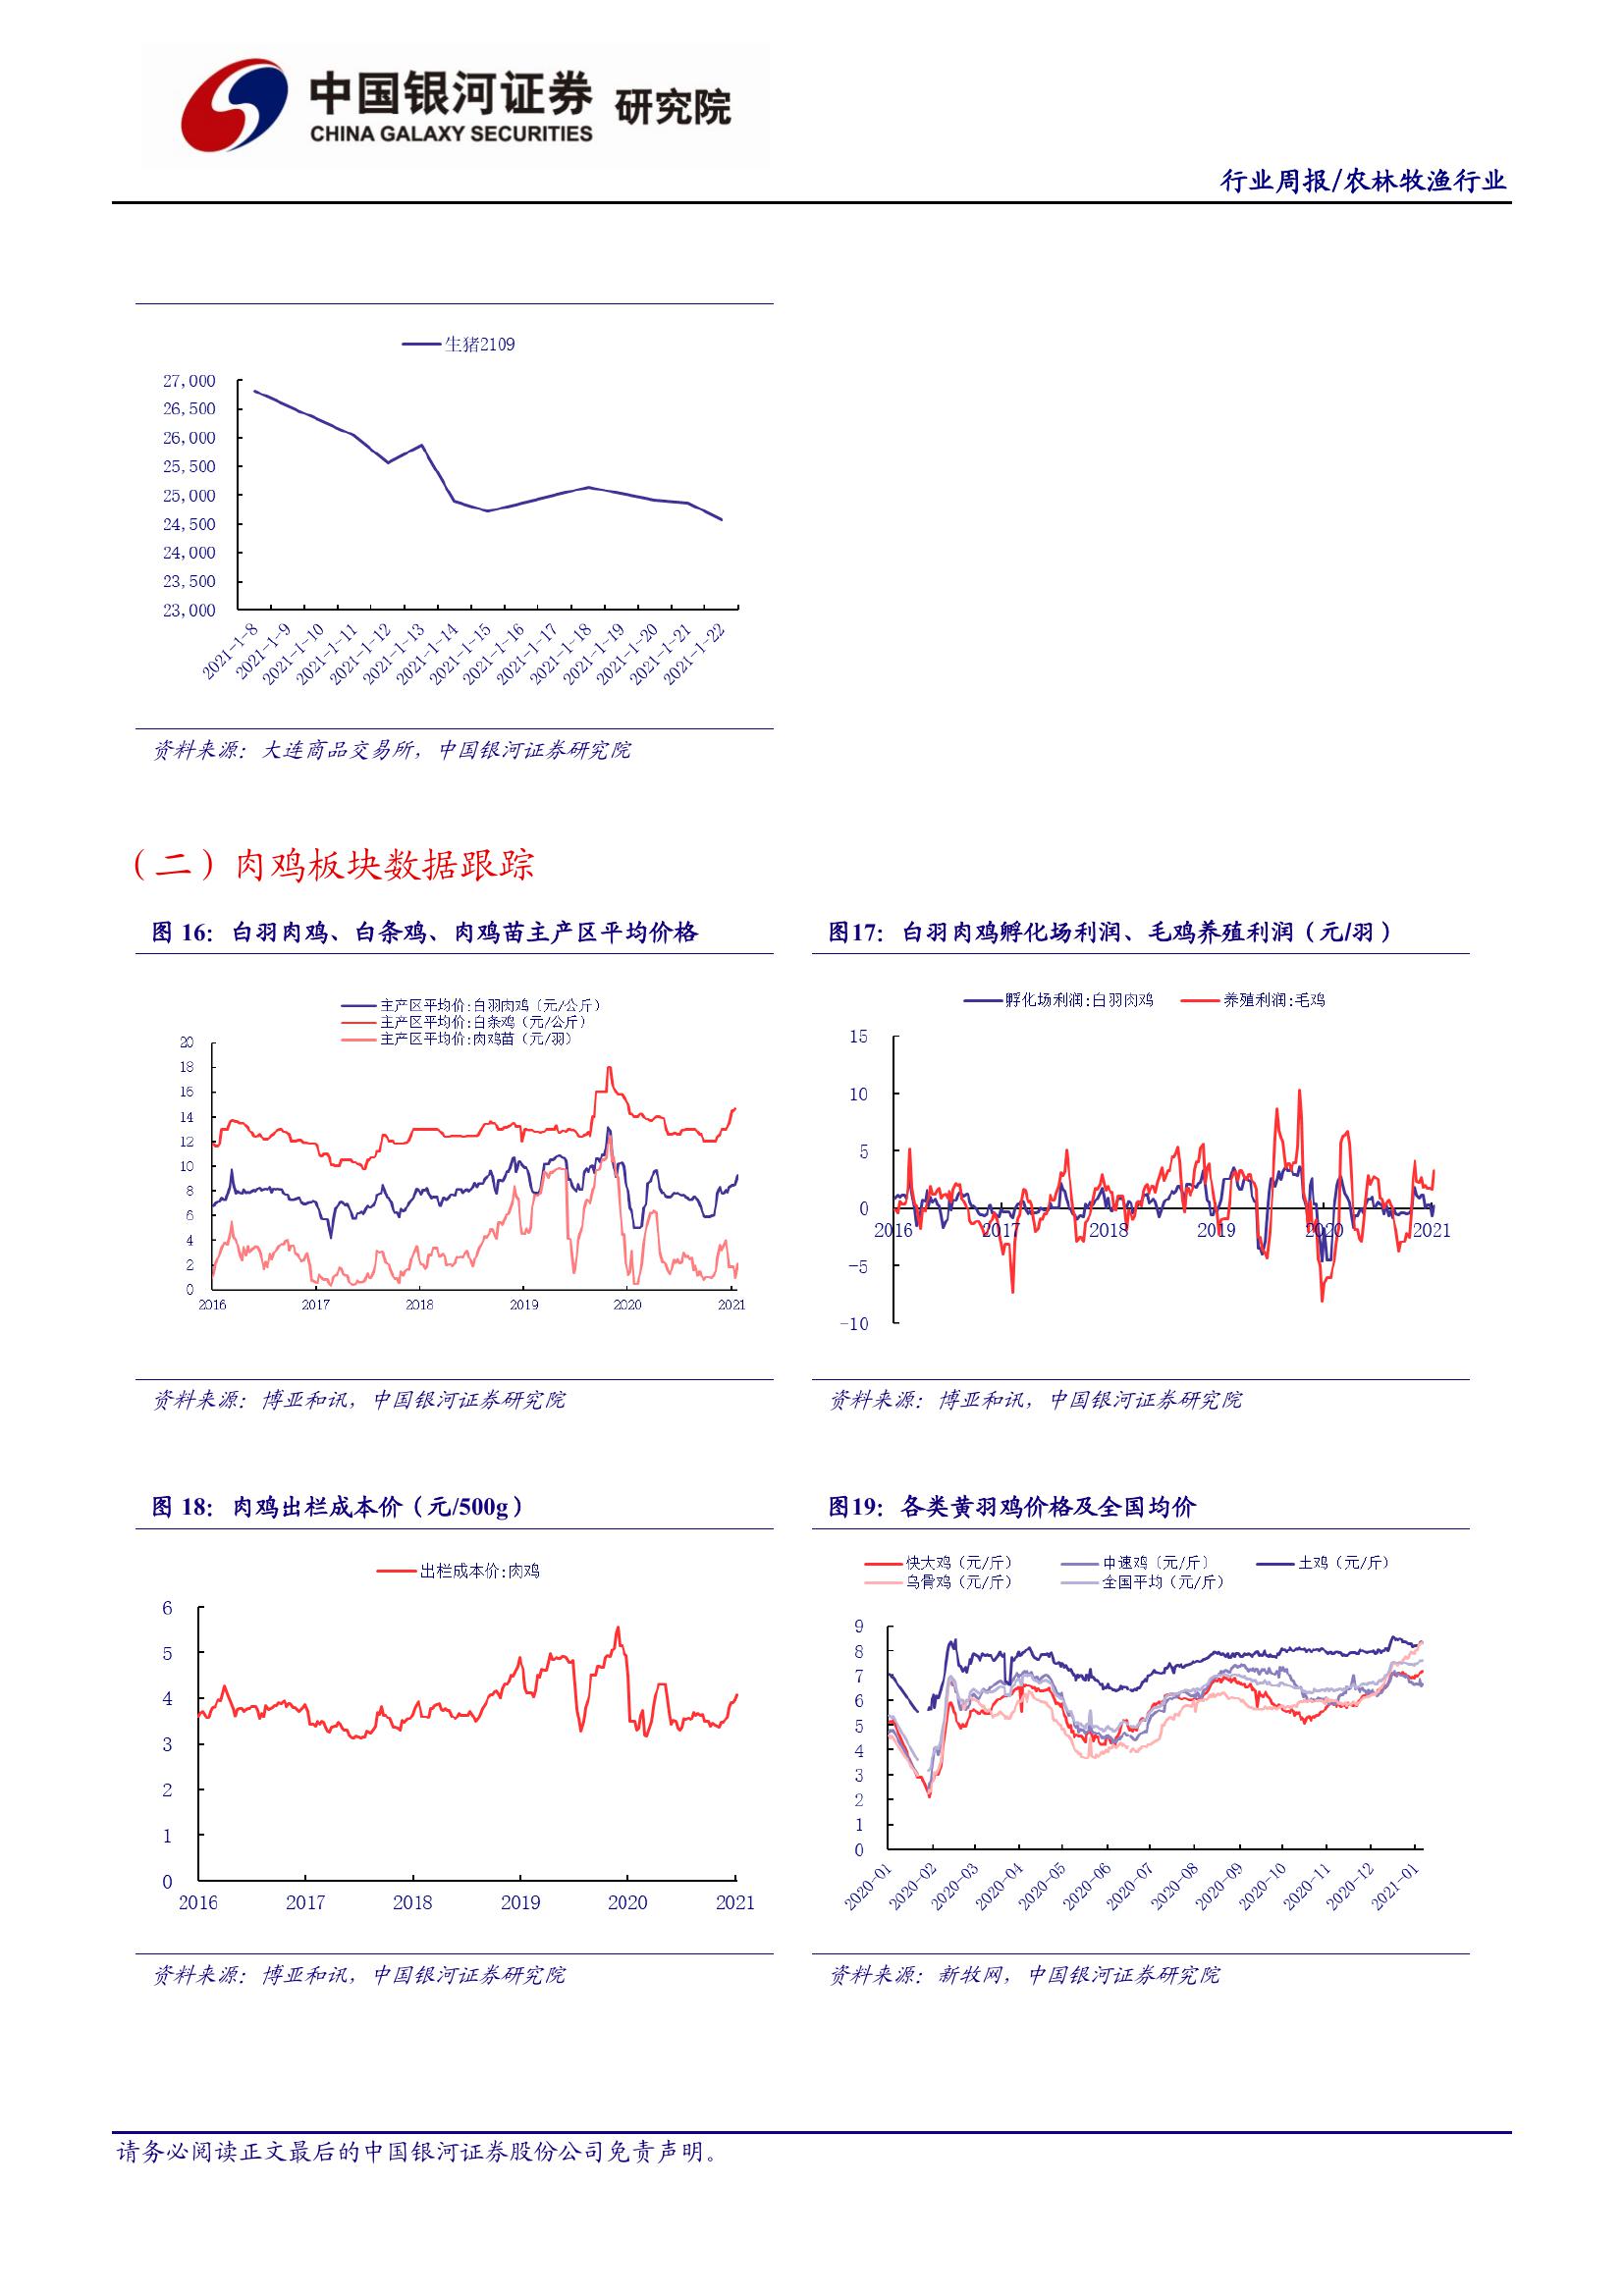 中国银河证券 研究院
CHINA GALAXY SECURITIES
行业周报/农林牧渔行业
生猪2109
27,000
26,500
26,000
25,500
25,000
24,500
24,000
23,500
23,000
2021-1-8
2021-1-9
2021-1-10
2021-1-11
2021-1-12
2021-1-13
2021-1-14
2021-1-15
2021-1-16
2021-1-17
2021-1-18
2021-1-19
2021-1-20
2021-1-21
2021-1-22
资料来源：大连商品交易所，中国银河证券研究院
（二）肉鸡板块数据跟踪
图 16：白羽肉鸡、白条鸡、肉鸡苗主产区平均价格
主产区平均价:白羽肉鸡（元/公斤）
主产区平均价:白条鸡（元/公斤）
主产区平均价:肉鸡苗（元/羽）
20
18
16
14
12
10
8
6
4
2
0
2016 2017 2018 2019 2020 2021
资料来源：博亚和讯，中国银河证券研究院
图17：白羽肉鸡孵化场利润、毛鸡养殖利润（元/羽）
孵化场利润:白羽肉鸡 养殖利润:毛鸡
15
10
5
0
-5
-10
2016 2017 2018 2019 2020 2021
资料来源：博亚和讯，中国银河证券研究院
图 18：肉鸡出栏成本价（元/500g）
出栏成本价:肉鸡
6
5
4
3
2
1
0
2016 2017 2018 2019 2020 2021
资料来源：博亚和讯，中国银河证券研究院
图19：各类黄羽鸡价格及全国均价
快大鸡（元/斤） 中速鸡（元/斤） 土鸡（元/斤）
乌骨鸡（元/斤） 全国平均（元/斤）
9
8
7
6
5
4
3
2
1
0
2020-01
2020-02
2020-03
2020-04
2020-05
2020-06
2020-07
2020-08
2020-09
2020-10
2020-11
2020-12
2021-01
资料来源：新牧网，中国银河证券研究院
请务必阅读正文最后的中国银河证券股份公司免责声明。